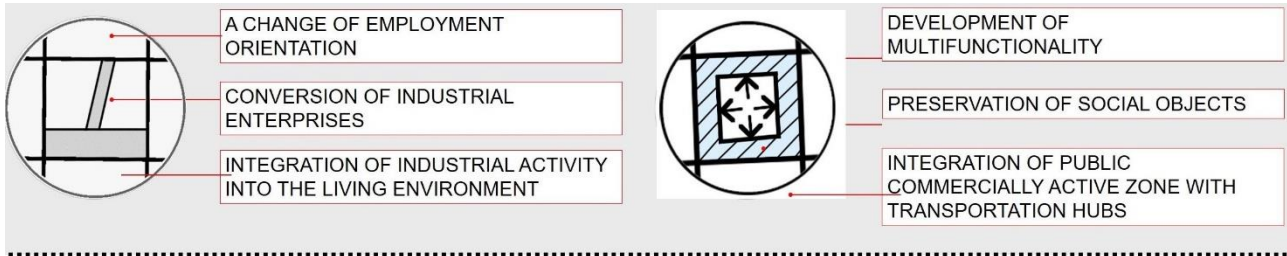 A CHANGE OF EMPLOYMENT
ORIENTATION
CONVERSION OF INDUSTRIAL
ENTERPRISES
INTEGRATION OF INDUSTRIAL ACTIVITY
INTO THE LIVING ENVIRONMENT
DEVELOPMENT OF
MULTIFUNCTIONALITY
PRESERVATION OF SOCIAL OBJECTS
INTEGRATION OF PUBLIC
COMMERCIALLY ACTIVE ZONE WITH
TRANSPORTATION HUBS